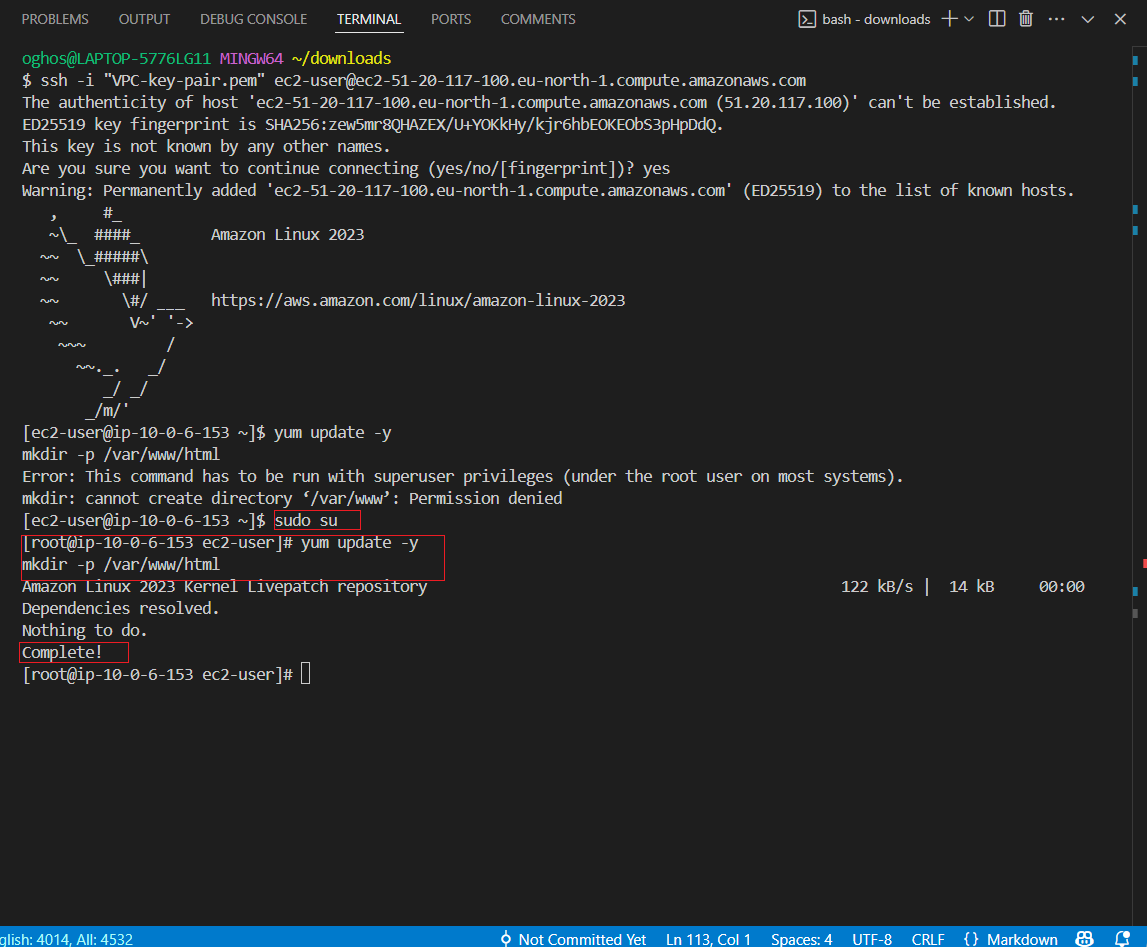 PROBLEMS OUTPUT DEBUG CONSOLE TERMINAL PORTS COMMENTS bash - downloads
oghos@LAPTOP-5776LG11 MINGW64 ~/downloads
$ ssh -i "VPC-key-pair.pem" ec2-user@ec2-51-20-117-100.eu-north-1.compute.amazonaws.com
The authenticity of host 'ec2-51-20-117-100.eu-north-1.compute.amazonaws.com (51.20.117.100)' can't be established.
ED25519 key fingerprint is SHA256:zew5mr8QHAZEX/U+YOKkHy/kjr6hbEOKEObS3pHpDdQ.
This key is not known by any other names.
Are you sure you want to continue connecting (yes/no/[fingerprint])? yes
Warning: Permanently added 'ec2-51-20-117-100.eu-north-1.compute.amazonaws.com' (ED25519) to the list of known hosts.
   ,     #_
   ~\_  ####_        Amazon Linux 2023
  ~~  \_#####\
  ~~     \###|
  ~~       \#/ ___   https://aws.amazon.com/linux/amazon-linux-2023
   ~~       V~' '->
    ~~~         /
      ~~._.   _/
         _/ _/
       _/m/'
[ec2-user@ip-10-0-6-153 ~]$ yum update -y
mkdir -p /var/www/html
Error: This command has to be run with superuser privileges (under the root user on most systems).
mkdir: cannot create directory ‘/var/www’: Permission denied
[ec2-user@ip-10-0-6-153 ~]$ sudo su
[root@ip-10-0-6-153 ec2-user]# yum update -y
mkdir -p /var/www/html
Amazon Linux 2023 Kernel Livepatch repository 122 kB/s | 14 kB 00:00
Dependencies resolved.
Nothing to do.
Complete!
[root@ip-10-0-6-153 ec2-user]#
glish: 4014, All: 4532 Not Committed Yet Ln 113, Col 1 Spaces: 4 UTF-8 CRLF {} Markdown